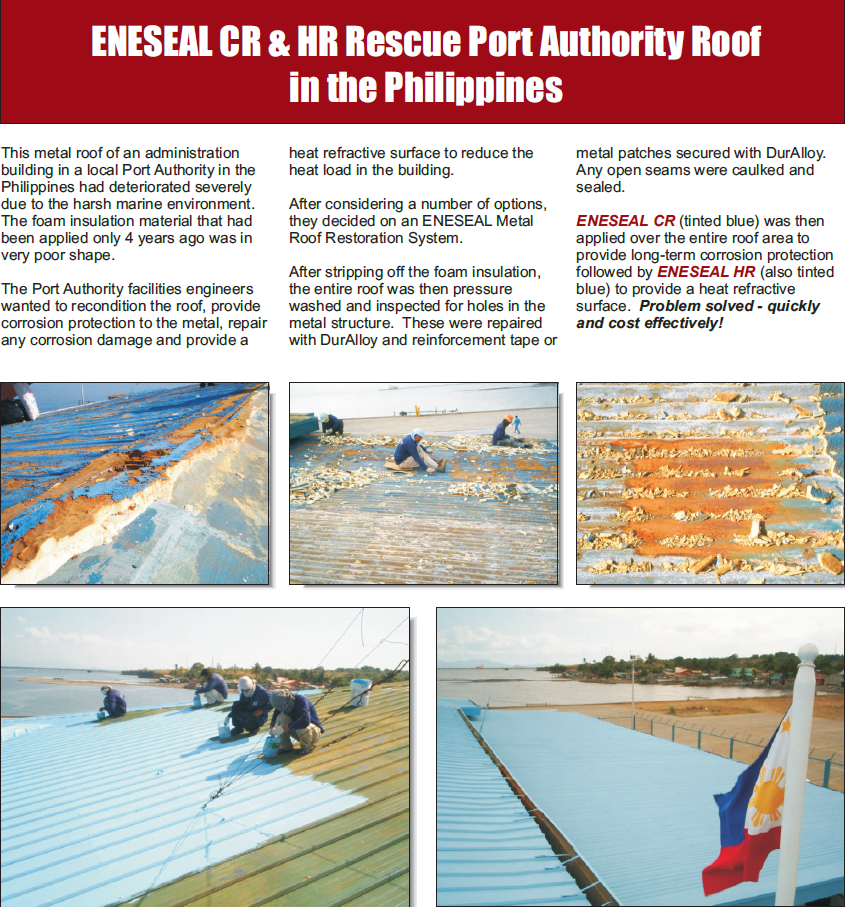 ENESEAL CR & HR Rescue Port Authority Roof
in the Philippines
This metal roof of an administration
building in a local Port Authority in the
Philippines had deteriorated severely
due to the harsh marine environment.
The foam insulation material that had
been applied only 4 years ago was in
very poor shape.
The Port Authority facilities engineers
wanted to recondition the roof, provide
corrosion protection to the metal, repair
any corrosion damage and provide a
heat refractive surface to reduce the
heat load in the building.
After considering a number of options,
they decided on an ENESEAL Metal
Roof Restoration System.
After stripping off the foam insulation,
the entire roof was then pressure
washed and inspected for holes in the
metal structure.  These were repaired
with DurAlloy and reinforcement tape or
metal patches secured with DurAlloy.
Any open seams were caulked and
sealed.
ENESEAL CR (tinted blue) was then
applied over the entire roof area to
provide long-term corrosion protection
followed by ENESEAL HR (also tinted
blue) to provide a heat refractive
surface.  Problem solved - quickly
and cost effectively!